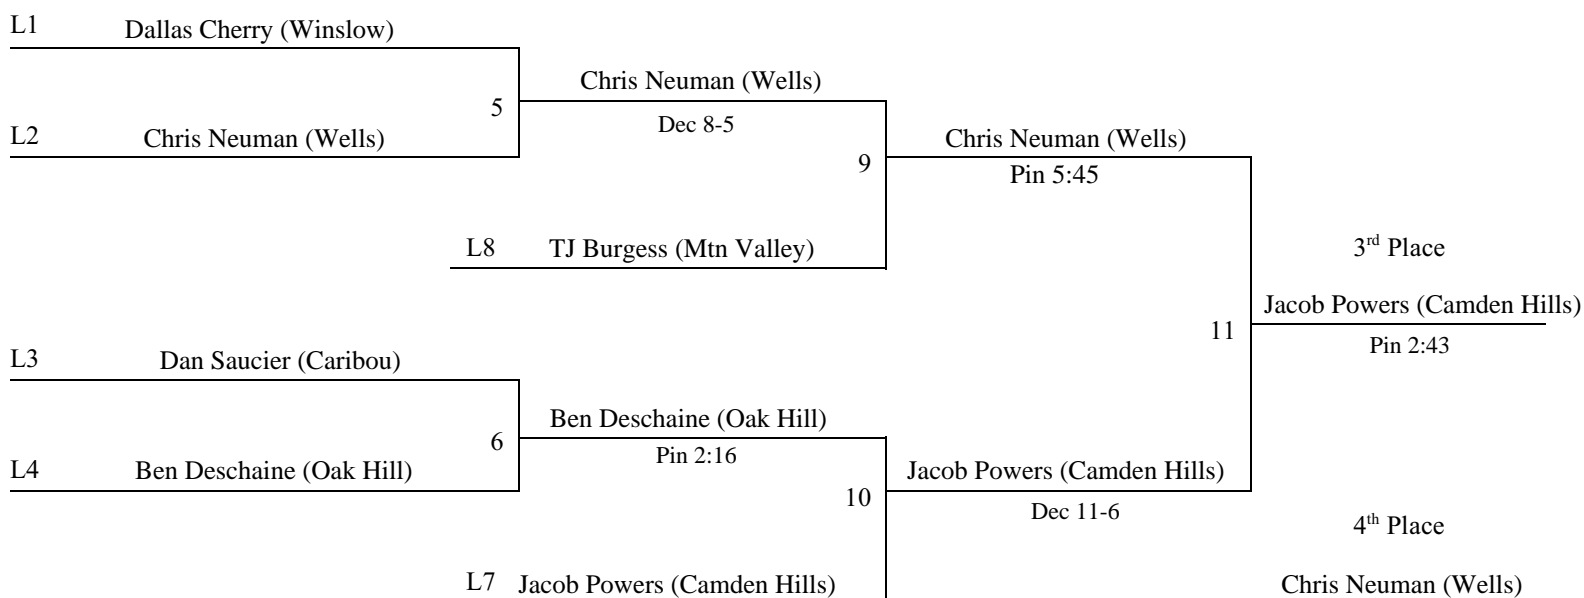 L1 Dallas Cherry (Winslow)
Chris Neuman (Wells)
5
Dec 8-5
L2 Chris Neuman (Wells)
Chris Neuman (Wells)
9
Pin 5:45
L8 TJ Burgess (Mtn Valley)
3rd Place
Jacob Powers (Camden Hills)
11
Pin 2:43
L3 Dan Saucier (Caribou)
Ben Deschaine (Oak Hill)
6
Pin 2:16
L4 Ben Deschaine (Oak Hill)
Jacob Powers (Camden Hills)
10
Dec 11-6
4th Place
L7 Jacob Powers (Camden Hills)
Chris Neuman (Wells)